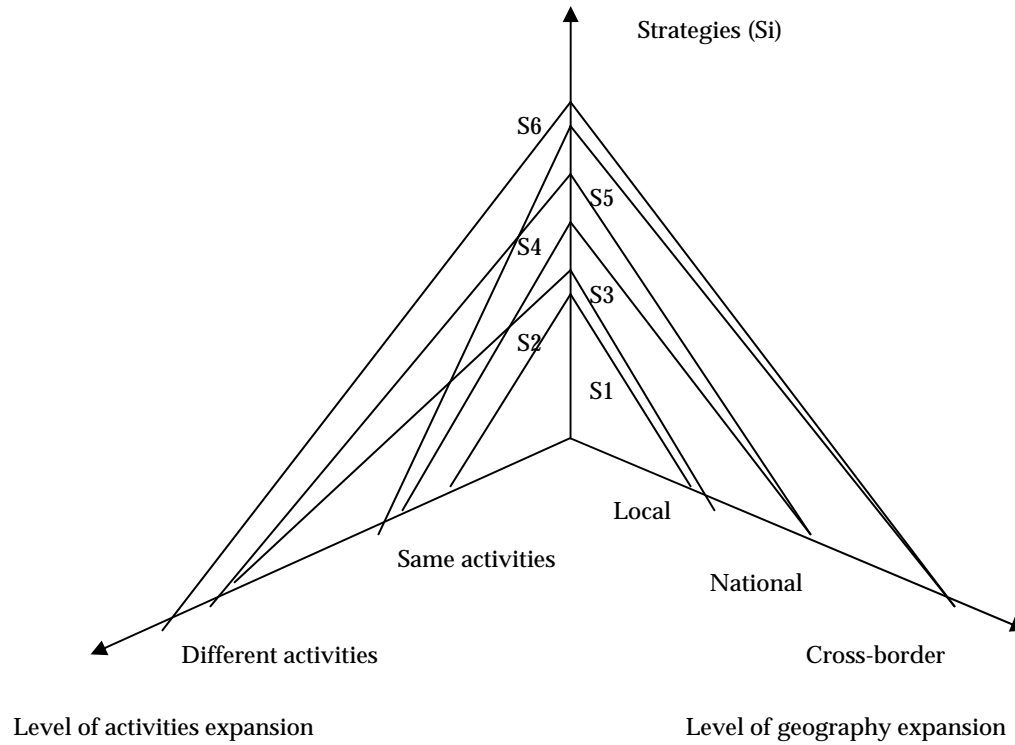 Strategies (Si)
S6
S5
S4
S3
S2
S1
Local
Same activities
National
Different activities
Cross-border
Level of activities expansion
Level of geography expansion